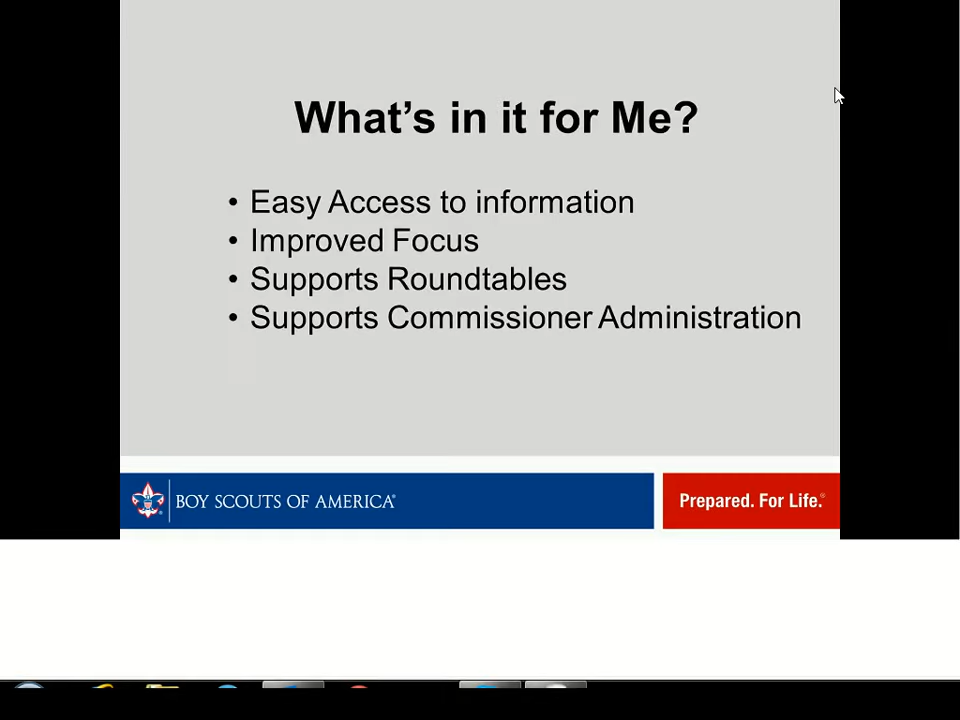 What's in it for Me?
• Easy Access to information
• Improved Focus
• Supports Roundtables
• Supports Commissioner Administration
BOY SCOUTS OF AMERICA®
Prepared. For Life.®